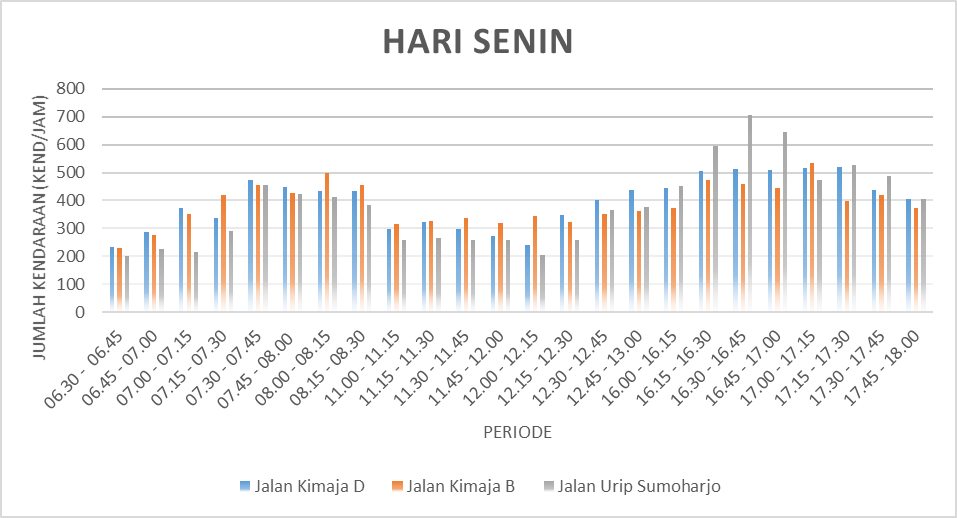 HARI SENIN
JUMLAH KENDARAAN (KEND/JAM)
800
700
600
500
400
300
200
100
0
06.30 - 06.45
06.45 - 07.00
07.00 - 07.15
07.15 - 07.30
07.30 - 07.45
07.45 - 08.00
08.00 - 08.15
08.15 - 08.30
11.00 - 11.15
11.15 - 11.30
11.30 - 11.45
11.45 - 12.00
12.00 - 12.15
12.15 - 12.30
12.30 - 12.45
12.45 - 13.00
16.00 - 16.15
16.15 - 16.30
16.30 - 16.45
16.45 - 17.00
17.00 - 17.15
17.15 - 17.30
17.30 - 17.45
17.45 - 18.00
PERIODE
Jalan Kimaja D
Jalan Kimaja B
Jalan Urip Sumoharjo